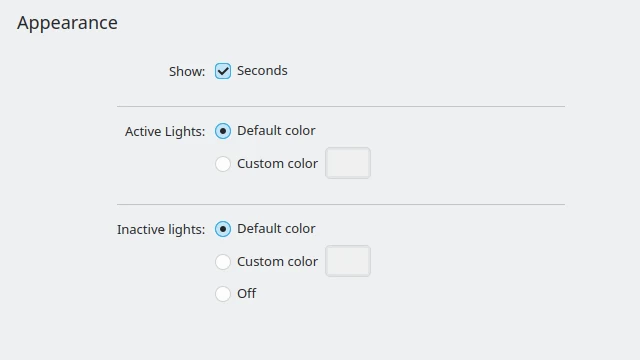 Appearance
Show: Seconds
Active Lights: Default color
Custom color
Inactive lights: Default color
Custom color
Off